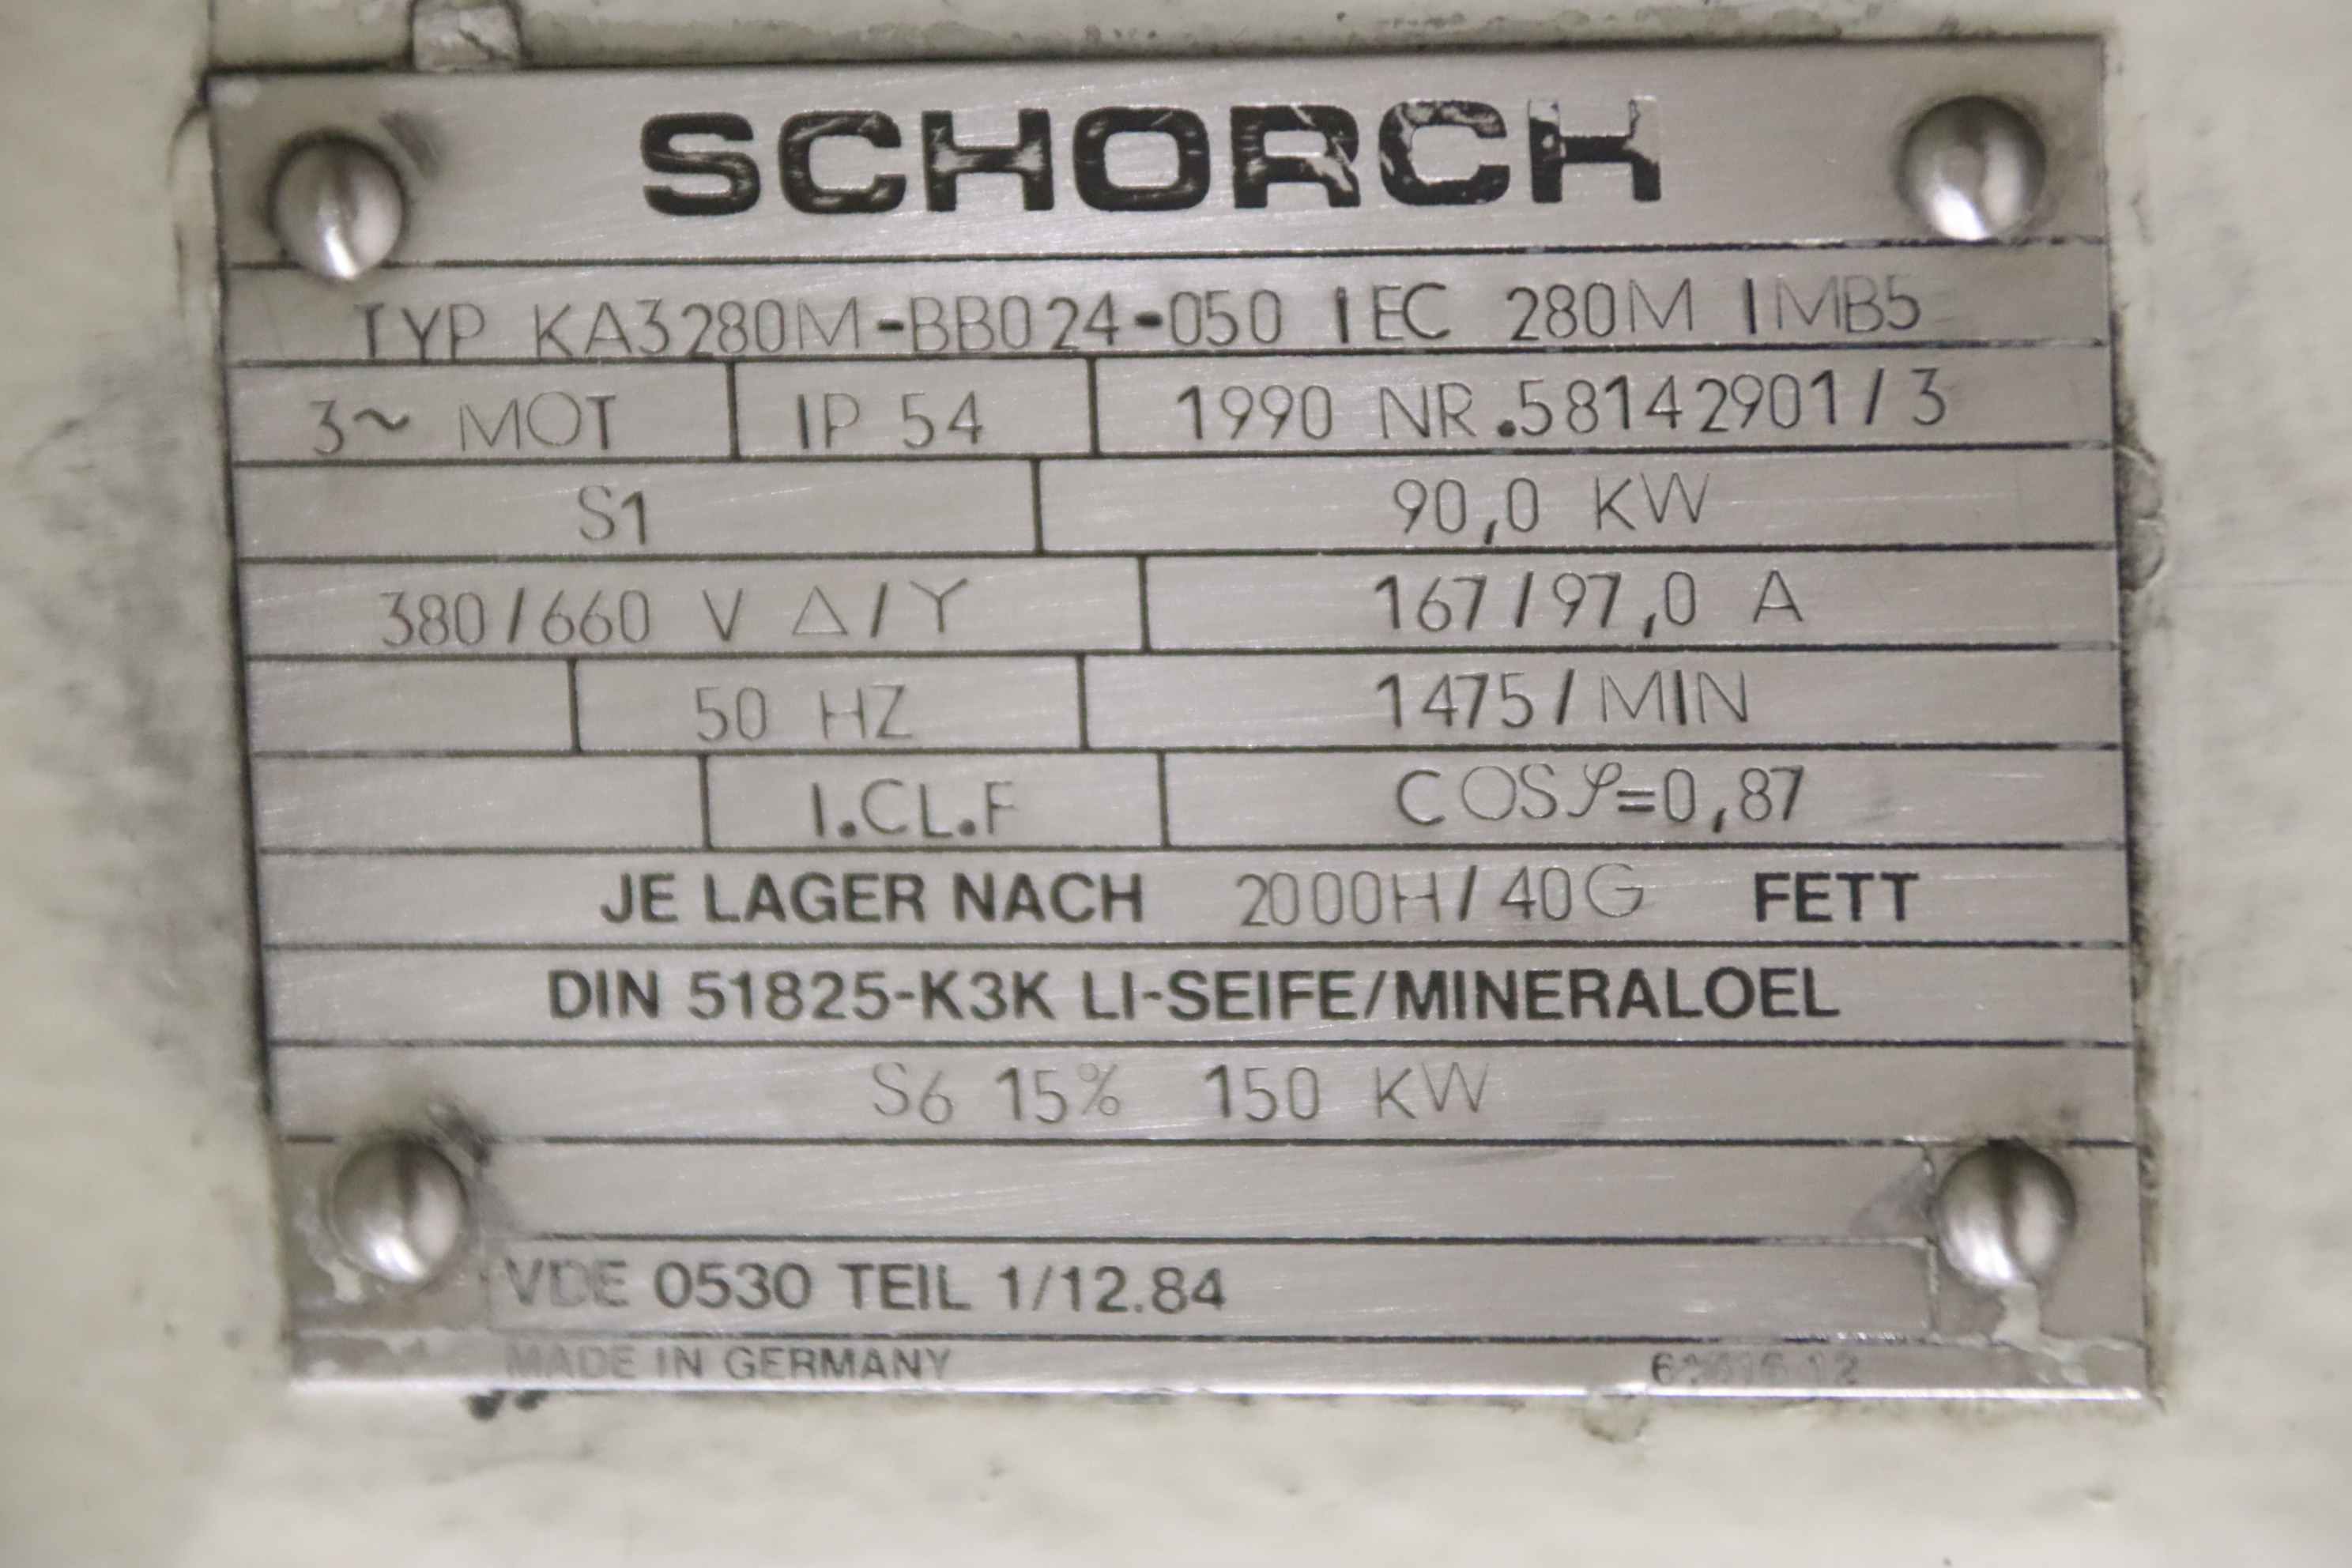 SCHORCH
TYP KA3280M-BB024-050 IEC 280M IMB5
3~ MOT IP 54 1990 NR.58142901/3
S1 90,0 KW
380/660 V △/Y 167/97,0 A
50 HZ 1475/MIN
I.CL.F COSφ=0,87
JE LAGER NACH 2000H/40G FETT
DIN 51825-K3K LI-SEIFE/MINERALOEL
S6 15% 150 KW
VDE 0530 TEIL 1/12.84
MADE IN GERMANY